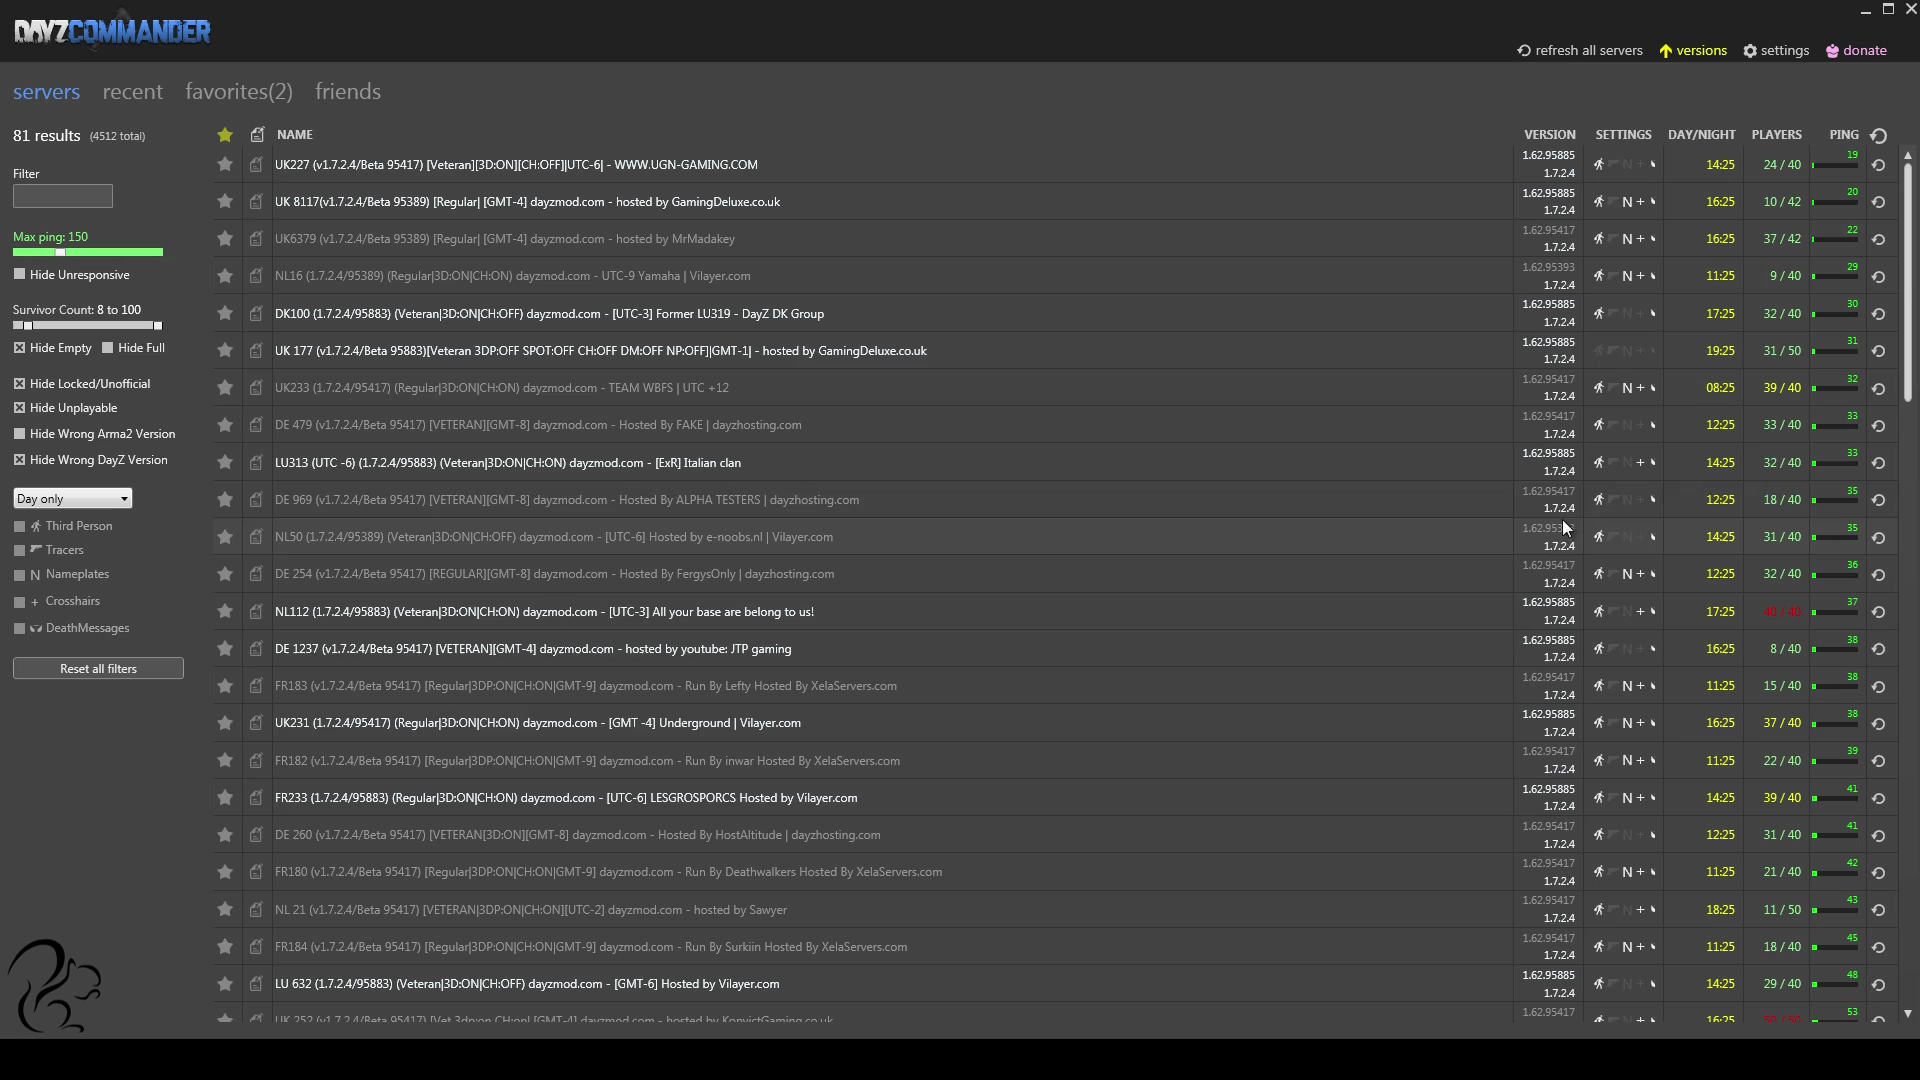 DAYZCOMMANDER
refresh all servers versions settings donate
servers recent favorites(2) friends
81 results (4512 total)
NAME VERSION SETTINGS DAY/NIGHT PLAYERS PING
Filter
Max ping: 150
Hide Unresponsive
Survivor Count: 8 to 100
Hide Empty Hide Full
Hide Locked/Unofficial
Hide Unplayable
Hide Wrong Arma2 Version
Hide Wrong DayZ Version
Day only
Third Person
Tracers
N Nameplates
+ Crosshairs
DeathMessages
Reset all filters
UK227 (v1.7.2.4/Beta 95417) [Veteran][3D:ON][CH:OFF]|UTC-6| - WWW.UGN-GAMING.COM 1.62.95885 1.7.2.4 N + 14:25 24 / 40 19
UK 8117(v1.7.2.4/Beta 95389) [Regular| [GMT-4] dayzmod.com - hosted by GamingDeluxe.co.uk 1.62.95885 1.7.2.4 N + 16:25 10 / 42 20
UK6379 (v1.7.2.4/Beta 95389) [Regular| [GMT-4] dayzmod.com - hosted by MrMadakey 1.62.95417 1.7.2.4 N + 16:25 37 / 42 22
NL16 (1.7.2.4/95389) (Regular|3D:ON|CH:ON) dayzmod.com - UTC-9 Yamaha | Vilayer.com 1.62.95393 1.7.2.4 N + 11:25 9 / 40 29
DK100 (1.7.2.4/95883) (Veteran|3D:ON|CH:OFF) dayzmod.com - [UTC-3] Former LU319 - DayZ DK Group 1.62.95885 1.7.2.4 N + 17:25 32 / 40 30
UK 177 (v1.7.2.4/Beta 95883)[Veteran 3DP:OFF SPOT:OFF CH:OFF DM:OFF NP:OFF]|GMT-1| - hosted by GamingDeluxe.co.uk 1.62.95885 1.7.2.4 N + 19:25 31 / 50 31
UK233 (1.7.2.4/95417) (Regular|3D:ON|CH:ON) dayzmod.com - TEAM WBFS | UTC +12 1.62.95417 1.7.2.4 N + 08:25 39 / 40 32
DE 479 (v1.7.2.4/Beta 95417) [VETERAN][GMT-8] dayzmod.com - Hosted By FAKE | dayzhosting.com 1.62.95417 1.7.2.4 N + 12:25 33 / 40 33
LU313 (UTC -6) (1.7.2.4/95883) (Veteran|3D:ON|CH:ON) dayzmod.com - [ExR] Italian clan 1.62.95885 1.7.2.4 N + 14:25 32 / 40 33
DE 969 (v1.7.2.4/Beta 95417) [VETERAN][GMT-8] dayzmod.com - Hosted By ALPHA TESTERS | dayzhosting.com 1.62.95417 1.7.2.4 N + 12:25 18 / 40 35
NL50 (1.7.2.4/95389) (Veteran|3D:ON|CH:OFF) dayzmod.com - [UTC-6] Hosted by e-noobs.nl | Vilayer.com 1.7.2.4 N + 14:25 31 / 40 35
DE 254 (v1.7.2.4/Beta 95417) [REGULAR][GMT-8] dayzmod.com - Hosted By FergysOnly | dayzhosting.com 1.62.95417 1.7.2.4 N + 12:25 32 / 40 36
NL112 (1.7.2.4/95883) (Veteran|3D:ON|CH:ON) dayzmod.com - [UTC-3] All your base are belong to us! 1.62.95885 1.7.2.4 N + 17:25 40 / 40 37
DE 1237 (v1.7.2.4/Beta 95417) [VETERAN][GMT-4] dayzmod.com - hosted by youtube: JTP gaming 1.62.95885 1.7.2.4 N + 16:25 8 / 40 38
FR183 (v1.7.2.4/Beta 95417) [Regular|3DP:ON|CH:ON|GMT-9] dayzmod.com - Run By Lefty Hosted By XelaServers.com 1.62.95417 1.7.2.4 N + 11:25 15 / 40 38
UK231 (1.7.2.4/95417) (Regular|3D:ON|CH:ON) dayzmod.com - [GMT -4] Underground | Vilayer.com 1.62.95885 1.7.2.4 N + 16:25 37 / 40 38
FR182 (v1.7.2.4/Beta 95417) [Regular|3DP:ON|CH:ON|GMT-9] dayzmod.com - Run By inwar Hosted By XelaServers.com 1.62.95417 1.7.2.4 N + 11:25 22 / 40 39
FR233 (1.7.2.4/95883) (Regular|3D:ON|CH:ON) dayzmod.com - [UTC-6] LESGROSPORCS Hosted by Vilayer.com 1.62.95885 1.7.2.4 N + 14:25 39 / 40 41
DE 260 (v1.7.2.4/Beta 95417) [VETERAN[3D:ON][GMT-8] dayzmod.com - Hosted By HostAltitude | dayzhosting.com 1.62.95417 1.7.2.4 N + 12:25 31 / 40 41
FR180 (v1.7.2.4/Beta 95417) [Regular|3DP:ON|CH:ON|GMT-9] dayzmod.com - Run By Deathwalkers Hosted By XelaServers.com 1.62.95417 1.7.2.4 N + 11:25 21 / 40 42
NL 21 (v1.7.2.4/Beta 95417) [VETERAN|3DP:ON|CH:ON][UTC-2] dayzmod.com - hosted by Sawyer 1.62.95417 1.7.2.4 N + 18:25 11 / 50 43
FR184 (v1.7.2.4/Beta 95417) [Regular|3DP:ON|CH:ON|GMT-9] dayzmod.com - Run By Surkiin Hosted By XelaServers.com 1.62.95417 1.7.2.4 N + 11:25 18 / 40 45
LU 632 (1.7.2.4/95883) (Veteran|3D:ON|CH:OFF) dayzmod.com - [GMT-6] Hosted by Vilayer.com 1.62.95885 1.7.2.4 N + 14:25 29 / 40 48
UK 252 (v1.7.2.4/Beta 95417) [Vet 3dp:on CH:on| [GMT-4] dayzmod.com - hosted by KonvictGaming.co.uk 1.62.95417 N + 16:25 50 / 50 53